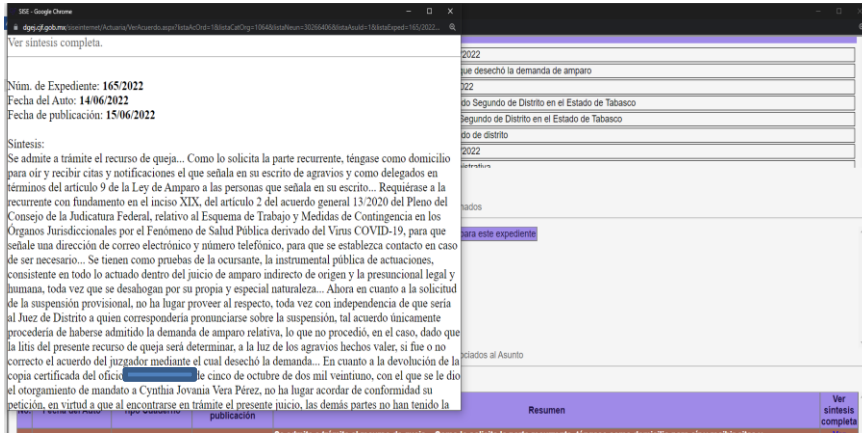 SISE - Google Chrome
dgej.cjf.gob.mx/siseinternet/Actuaria/VerAcuerdo.aspx?listaAcOrd=1&listaCatOrg=1064&listaNeun=30266406&listaAsuId=1&listaExped=165/2022...
Ver síntesis completa.
Núm. de Expediente: 165/2022
Fecha del Auto: 14/06/2022
Fecha de publicación: 15/06/2022
Síntesis:
Se admite a trámite el recurso de queja... Como lo solicita la parte recurrente, téngase como domicilio
para oír y recibir citas y notificaciones el que señala en su escrito de agravios y como delegados en
términos del artículo 9 de la Ley de Amparo a las personas que señala en su escrito... Requiérase a la
recurrente con fundamento en el inciso XIX, del artículo 2 del acuerdo general 13/2020 del Pleno del
Consejo de la Judicatura Federal, relativo al Esquema de Trabajo y Medidas de Contingencia en los
Órganos Jurisdiccionales por el Fenómeno de Salud Pública derivado del Virus COVID-19, para que
señale una dirección de correo electrónico y número telefónico, para que se establezca contacto en caso
de ser necesario... Se tienen como pruebas de la ocursante, la instrumental pública de actuaciones,
consistente en todo lo actuado dentro del juicio de amparo indirecto de origen y la presuncional legal y
humana, toda vez que se desahogan por su propia y especial naturaleza... Ahora en cuanto a la solicitud
de la suspensión provisional, no ha lugar proveer al respecto, toda vez con independencia de que sería
al Juez de Distrito a quien correspondería pronunciarse sobre la suspensión, tal acuerdo únicamente
procedería de haberse admitido la demanda de amparo relativa, lo que no procedió, en el caso, dado que
la litis del presente recurso de queja será determinar, a la luz de los agravios hechos valer, si fue o no
correcto el acuerdo del juzgador mediante el cual desechó la demanda... En cuanto a la devolución de la
copia certificada del oficio de cinco de octubre de dos mil veintiuno, con el que se le dio
el otorgamiento de mandato a Cynthia Jovania Vera Pérez, no ha lugar acordar de conformidad su
petición, en virtud a que al encontrarse en trámite el presente juicio, las demás partes no han tenido la
/2022
que desechó la demanda de amparo
022
do Segundo de Distrito en el Estado de Tabasco
Segundo de Distrito en el Estado de Tabasco
do de distrito
/2022
nados
para este expediente
ociados al Asunto
publicación
Resumen
Ver
síntesis
completa